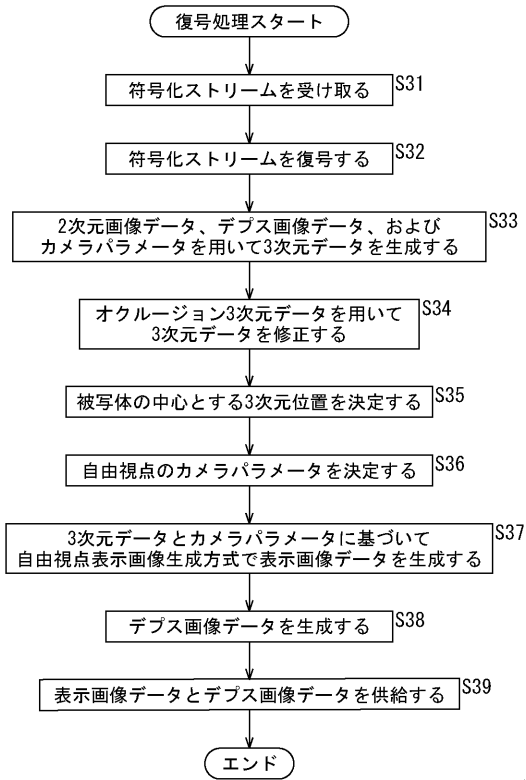 復号処理スタート
符号化ストリームを受け取る
S31
符号化ストリームを復号する
S32
2次元画像データ、デプス画像データ、および
カメラパラメータを用いて3次元データを生成する
S33
オクルージョン3次元データを用いて
3次元データを修正する
S34
被写体の中心とする3次元位置を決定する
S35
自由視点のカメラパラメータを決定する
S36
3次元データとカメラパラメータに基づいて
自由視点表示画像生成方式で表示画像データを生成する
S37
デプス画像データを生成する
S38
表示画像データとデプス画像データを供給する
S39
エンド